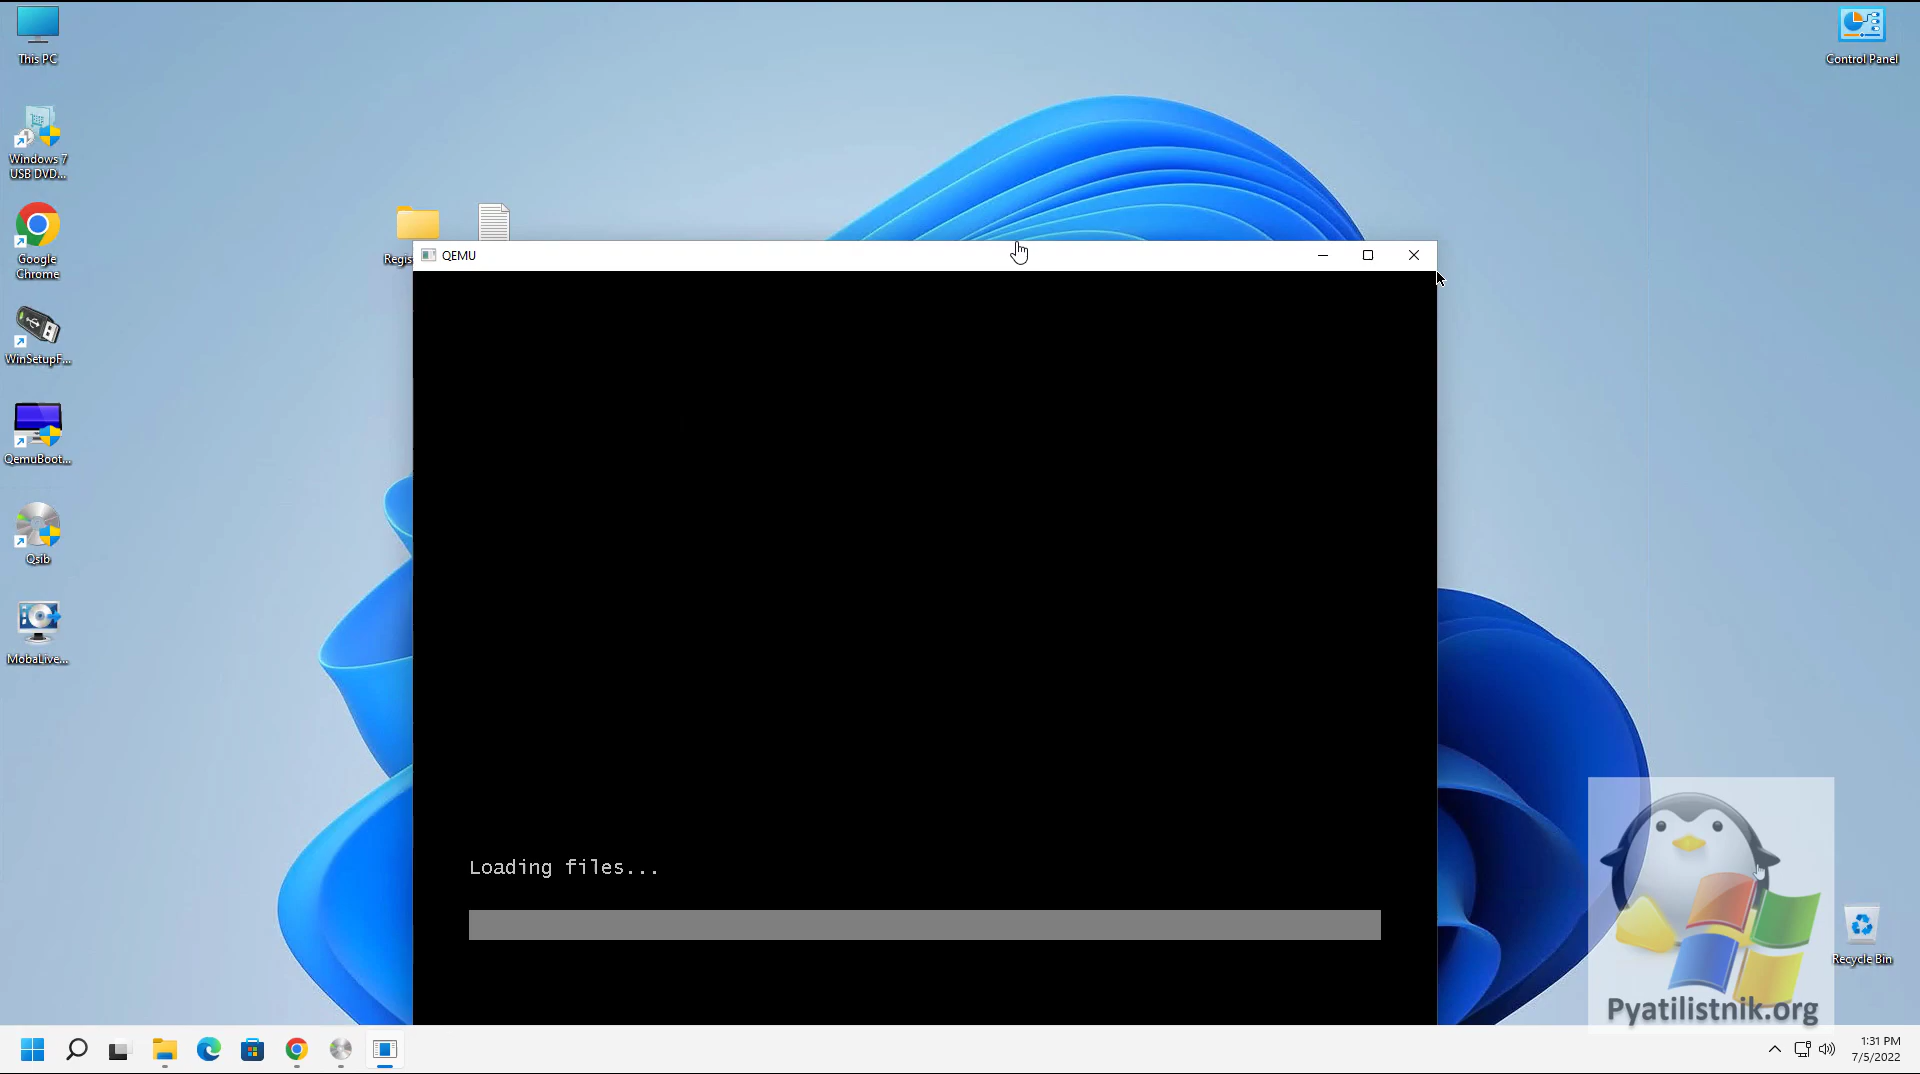 This PC
Control Panel
Windows 7
USB DVD...
Google
Chrome
Regis
QEMU
WinSetupF...
QemuBoot...
Qsib
MobaLive...
Loading files...
Recycle Bin
Pyatilistnik.org
1:31 PM
7/5/2022